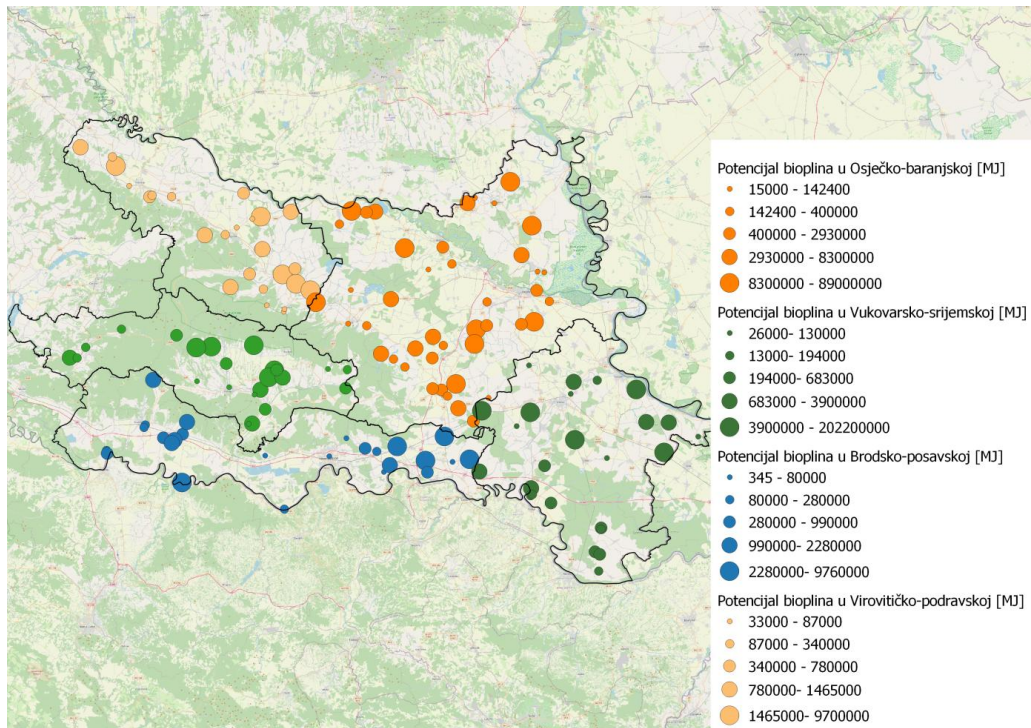 Potencijal bioplina u Osječko-baranjskoj [MJ]
15000 - 142400
142400 - 400000
400000 - 2930000
2930000 - 8300000
8300000 - 89000000
Potencijal bioplina u Vukovarsko-srijemskoj [MJ]
26000- 130000
13000 - 194000
194000- 683000
683000 - 3900000
3900000 - 202200000
Potencijal bioplina u Brodsko-posavskoj [MJ]
345 - 80000
80000 - 280000
280000 - 990000
990000- 2280000
2280000- 9760000
Potencijal bioplina u Virovitičko-podravskoj [MJ]
33000 - 87000
87000 - 340000
340000 - 780000
780000- 1465000
1465000 - 9700000